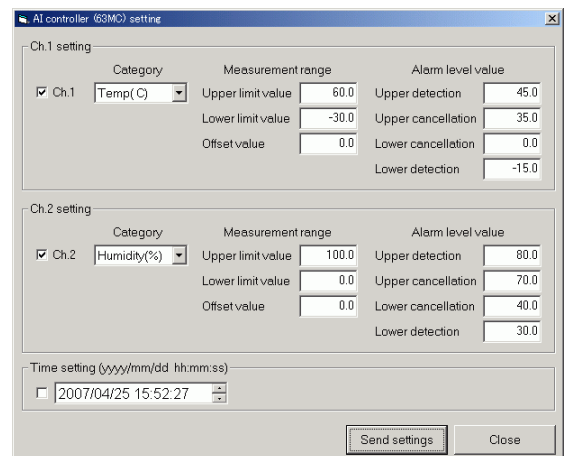 AI controller (63MC) setting
Ch.1 setting
Category Measurement range Alarm level value
Ch.1 Temp(C) Upper limit value 60.0 Upper detection 45.0
Lower limit value -30.0 Upper cancellation 35.0
Offset value 0.0 Lower cancellation 0.0
Lower detection -15.0
Ch.2 setting
Category Measurement range Alarm level value
Ch.2 Humidity(%) Upper limit value 100.0 Upper detection 80.0
Lower limit value 0.0 Upper cancellation 70.0
Offset value 0.0 Lower cancellation 40.0
Lower detection 30.0
Time setting (yyyy/mm/dd hh:mm:ss)
2007/04/25 15:52:27
Send settings Close